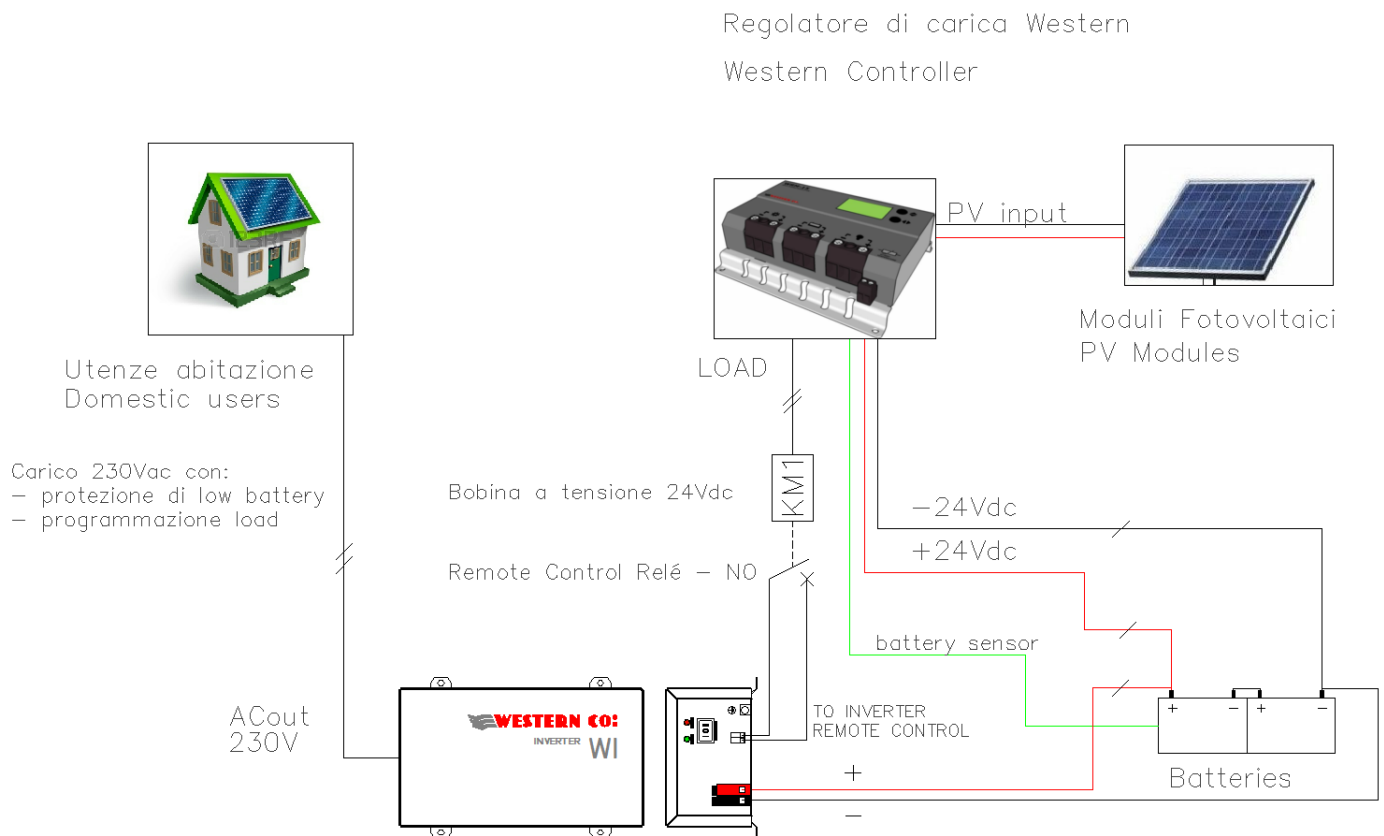 Regolatore di carica Western
Western Controller
PV input
Moduli Fotovoltaici
PV Modules
Utenze abitazione
Domestic users
LOAD
Carico 230Vac con:
– protezione di low battery
– programmazione load
Bobina a tensione 24Vdc
KM1
Remote Control Relé – NO
–24Vdc
+24Vdc
battery sensor
ACout
230V
WESTERN CO:
INVERTER WI
TO INVERTER
REMOTE CONTROL
+
–
+ – + –
Batteries